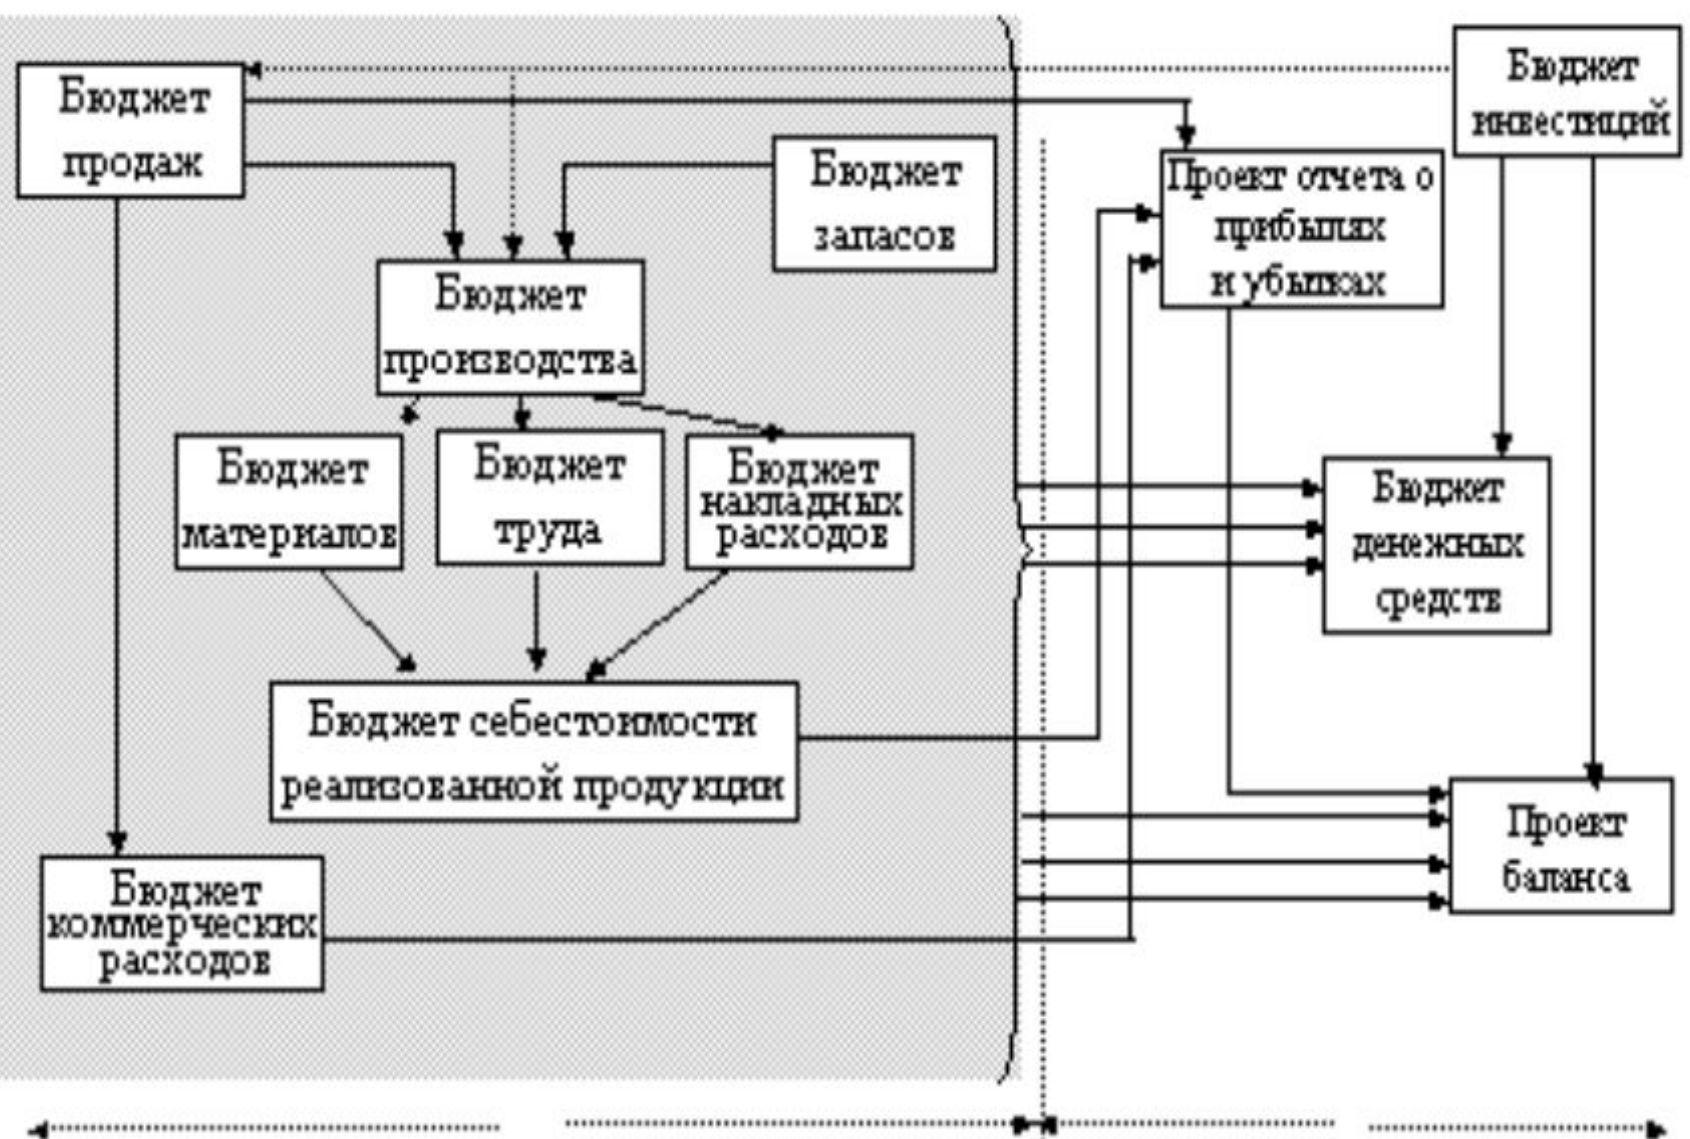 Бюджет
продаж
Бюджет
инвестиций
Бюджет
запасов
Проект отчета о
прибылях
и убытках
Бюджет
производства
Бюджет
материалов
Бюджет
труда
Бюджет
накладных
расходов
Бюджет
денежных
средств
Бюджет себестоимости
реализованной продукции
Проект
баланса
Бюджет
коммерческих
расходов